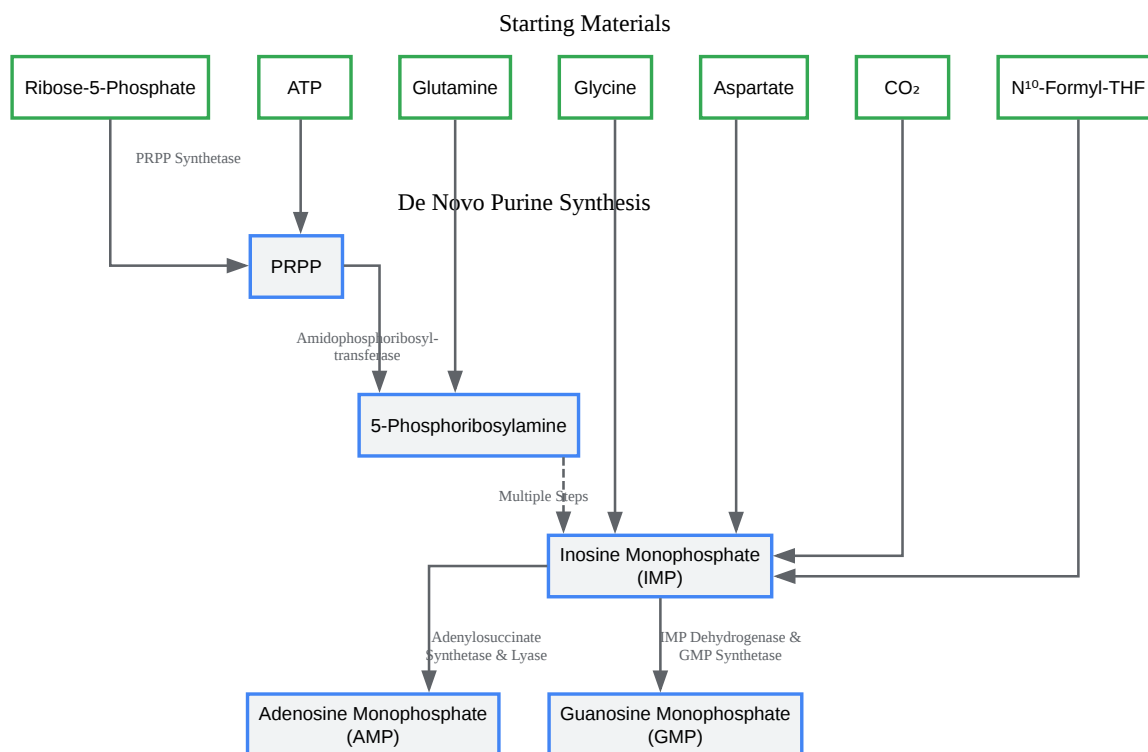 Starting Materials
Ribose-5-Phosphate
ATP
Glutamine
Glycine
Aspartate
CO₂
N¹⁰-Formyl-THF
PRPP Synthetase
De Novo Purine Synthesis
PRPP
Amidophosphoribosyl-
transferase
5-Phosphoribosylamine
Multiple Steps
Inosine Monophosphate
(IMP)
Adenylosuccinate
Synthetase & Lyase
IMP Dehydrogenase &
GMP Synthetase
Adenosine Monophosphate
(AMP)
Guanosine Monophosphate
(GMP)